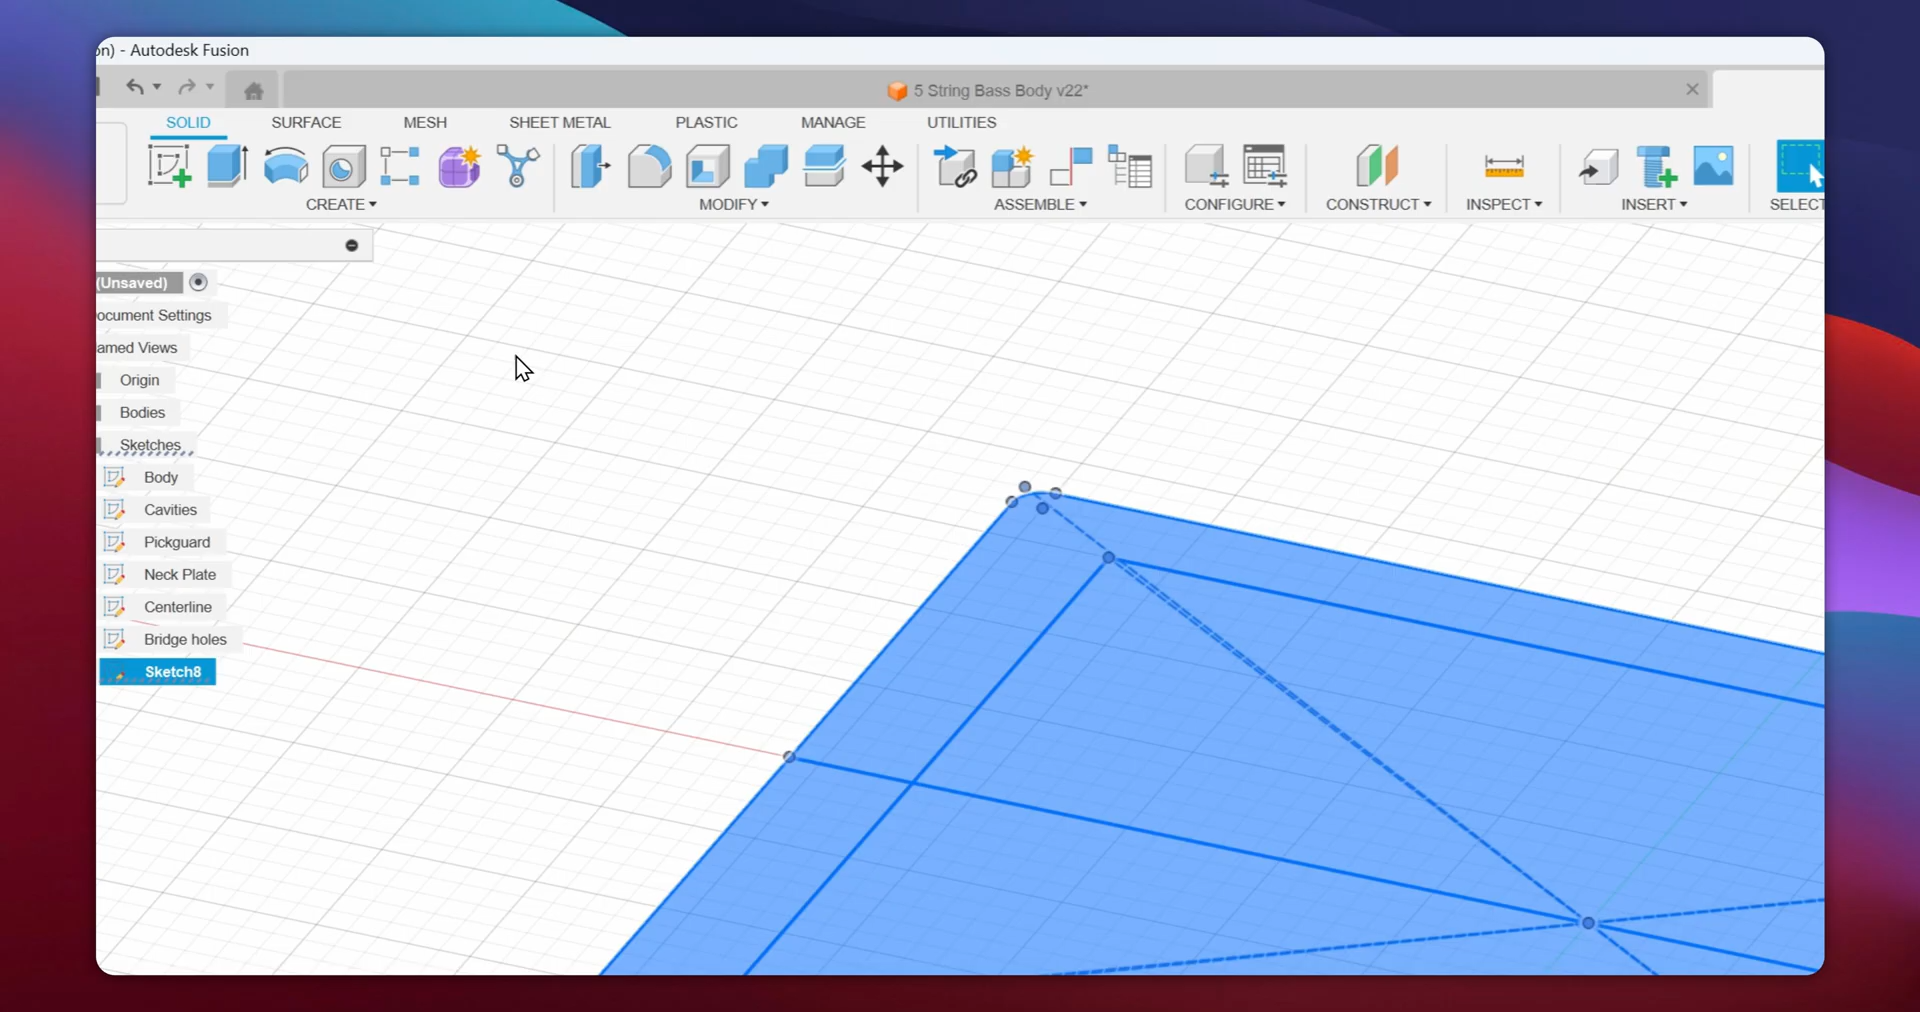 on) - Autodesk Fusion
5 String Bass Body v22*
SOLID SURFACE MESH SHEET METAL PLASTIC MANAGE UTILITIES
CREATE MODIFY ASSEMBLE CONFIGURE CONSTRUCT INSPECT INSERT SELECT
(Unsaved)
ocument Settings
amed Views
Origin
Bodies
Sketches
Body
Cavities
Pickguard
Neck Plate
Centerline
Bridge holes
Sketch8